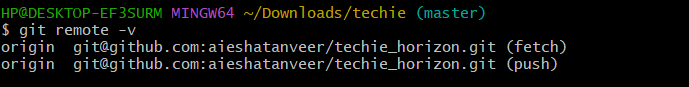 HP@DESKTOP-EF3SURM MINGW64 ~/Downloads/techie (master)
$ git remote -v
origin  git@github.com:aieshatanveer/techie_horizon.git (fetch)
origin  git@github.com:aieshatanveer/techie_horizon.git (push)